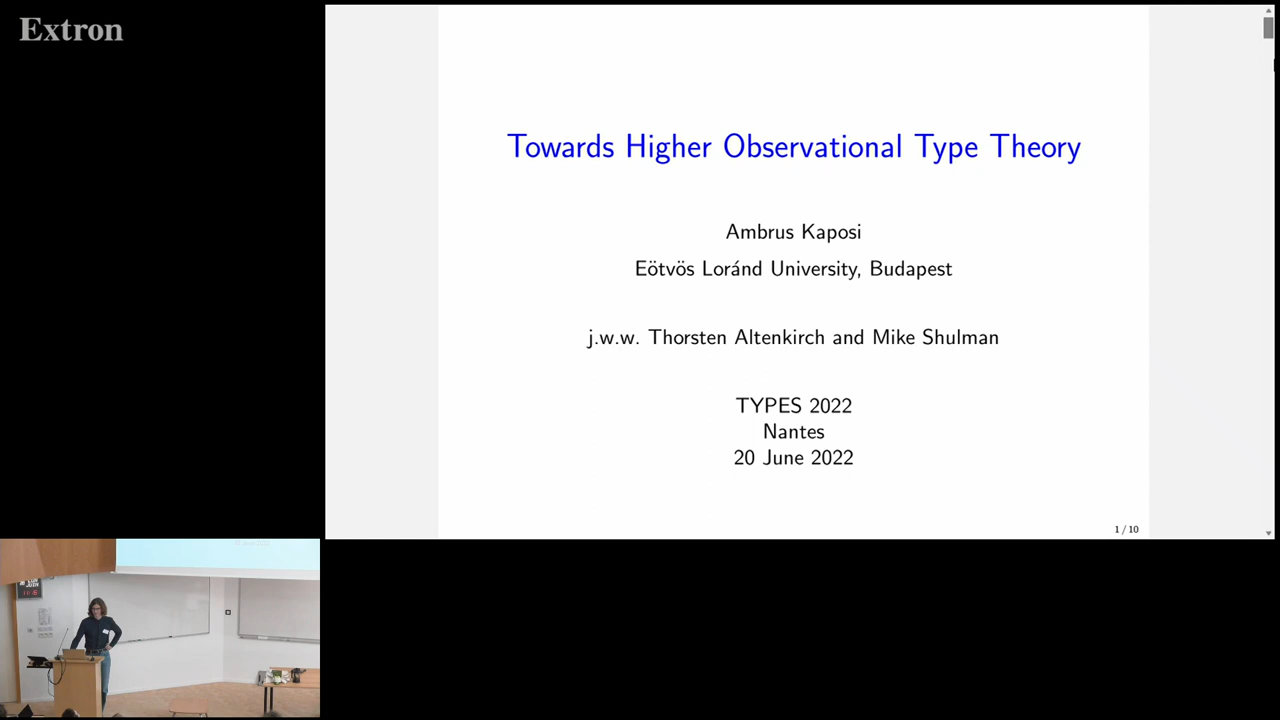 Extron
Towards Higher Observational Type Theory
Ambrus Kaposi
Eötvös Loránd University, Budapest
j.w.w. Thorsten Altenkirch and Mike Shulman
TYPES 2022
Nantes
20 June 2022
1 / 10